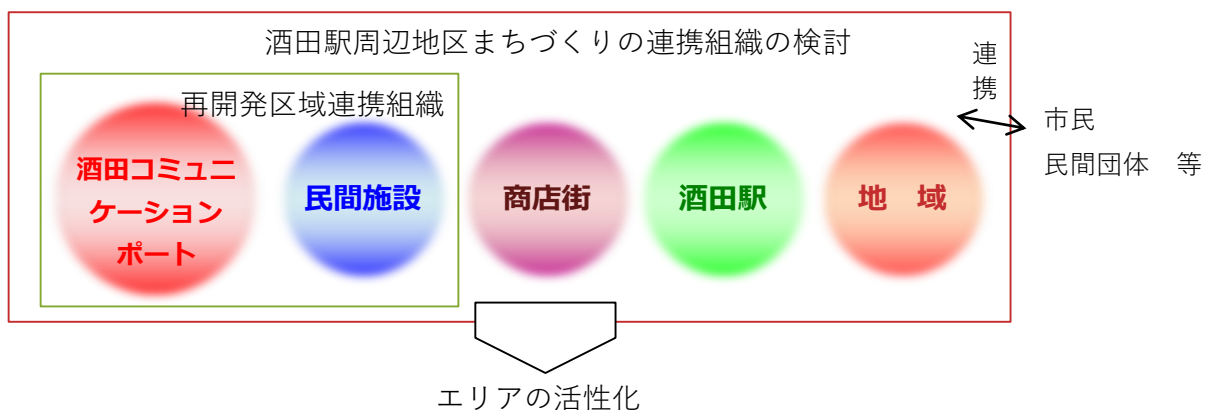 酒田駅周辺地区まちづくりの連携組織の検討
再開発区域連携組織
酒田コミュニ
ケーション
ポート
民間施設
商店街
酒田駅
地　域
連
携
市民
民間団体　等
エリアの活性化